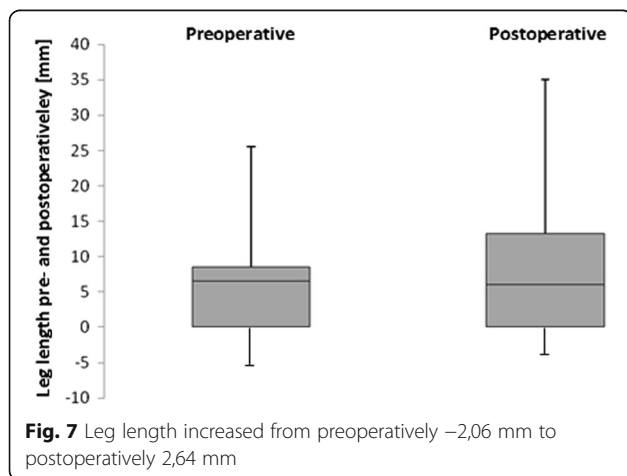 Preoperative
Postoperative
Leg length pre- and postoperativeley [mm]
40
35
30
25
20
15
10
5
0
-5
-10
Fig. 7 Leg length increased from preoperatively −2,06 mm to
postoperatively 2,64 mm